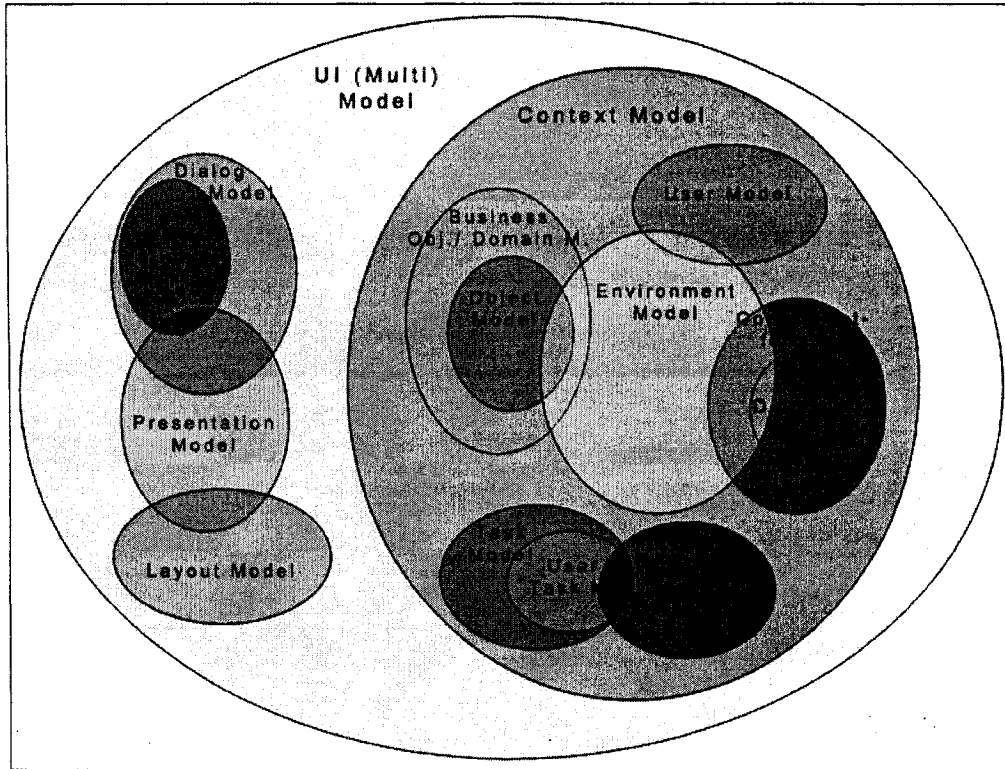 UI (Multi)
Model
Context Model
Dialog
Model
User Model
Business
Obj./ Domain M.
Object
Model
Environment
Model
Presentation
Model
Layout Model
Task
Model
User
Task